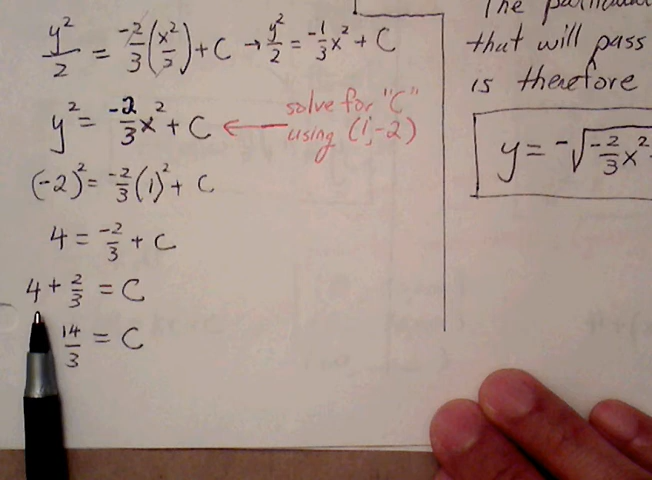 y²/2 = -2/3(x²/2) + C → y²/2 = -1/3x² + C
y² = -2/3x² + C ← solve for "C"
using (1,-2)
(-2)² = -2/3(1)² + C
4 = -2/3 + C
4 + 2/3 = C
14/3 = C
The
that will pass
is therefore
y = -√-2/3x²